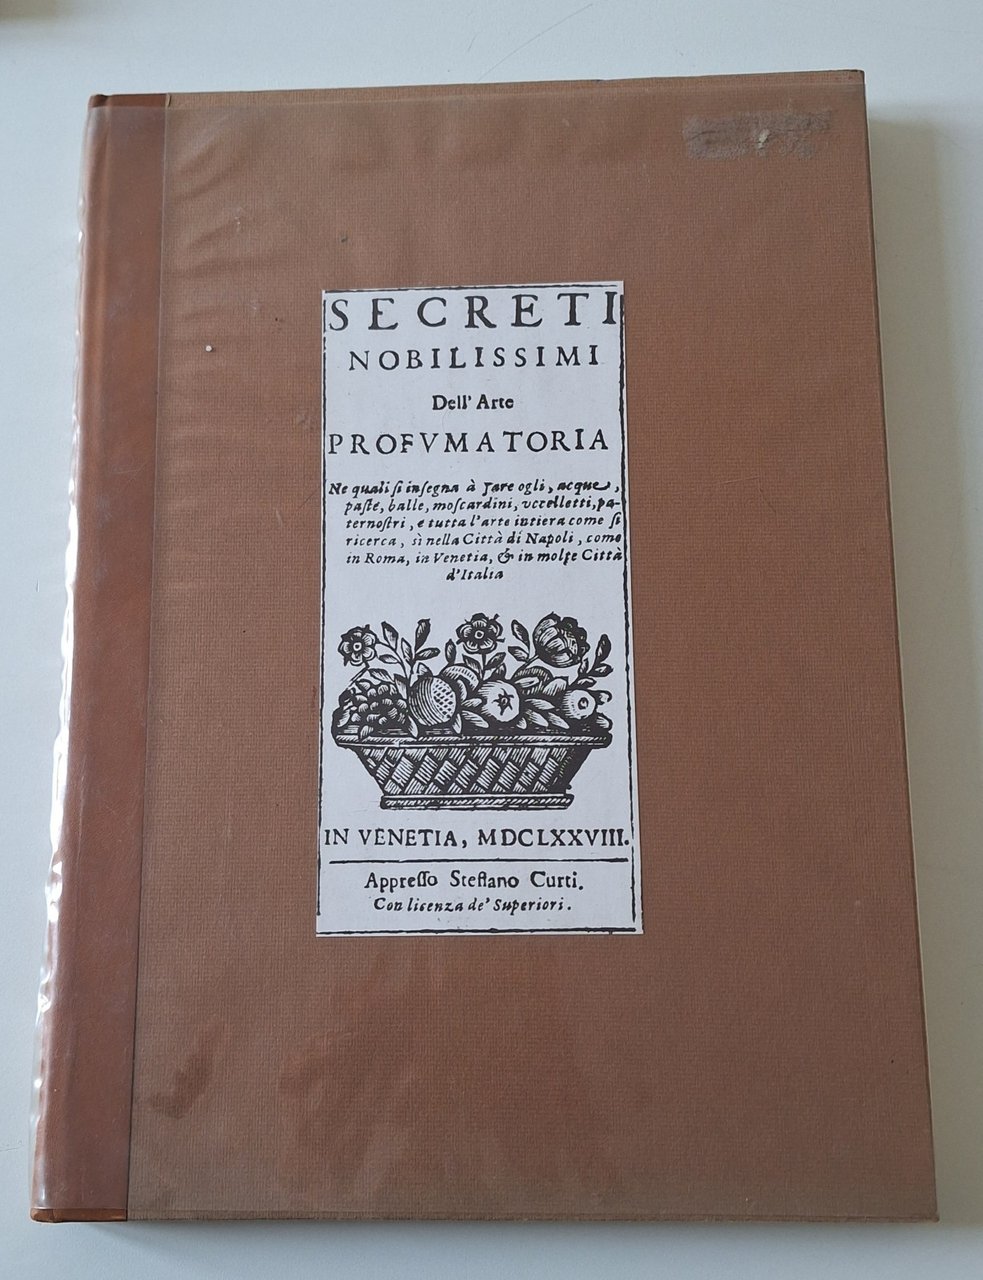 SECRETI
NOBILISSIMI
Dell' Arte
PROFVMATORIA
Ne quali ſi inſegna à fare ogli, acque,
paſte, balle, moſcardini, vccelletti, pa-
ternoſtri, e tutta l'arte intiera come ſi
ricerca, sì nella Città di Napoli, come
in Roma, in Venetia, & in molte Città
d'Italia
IN VENETIA, MDCLXXVIII.
Appreſſo Steffano Curti.
Con licenza de' Superiori.